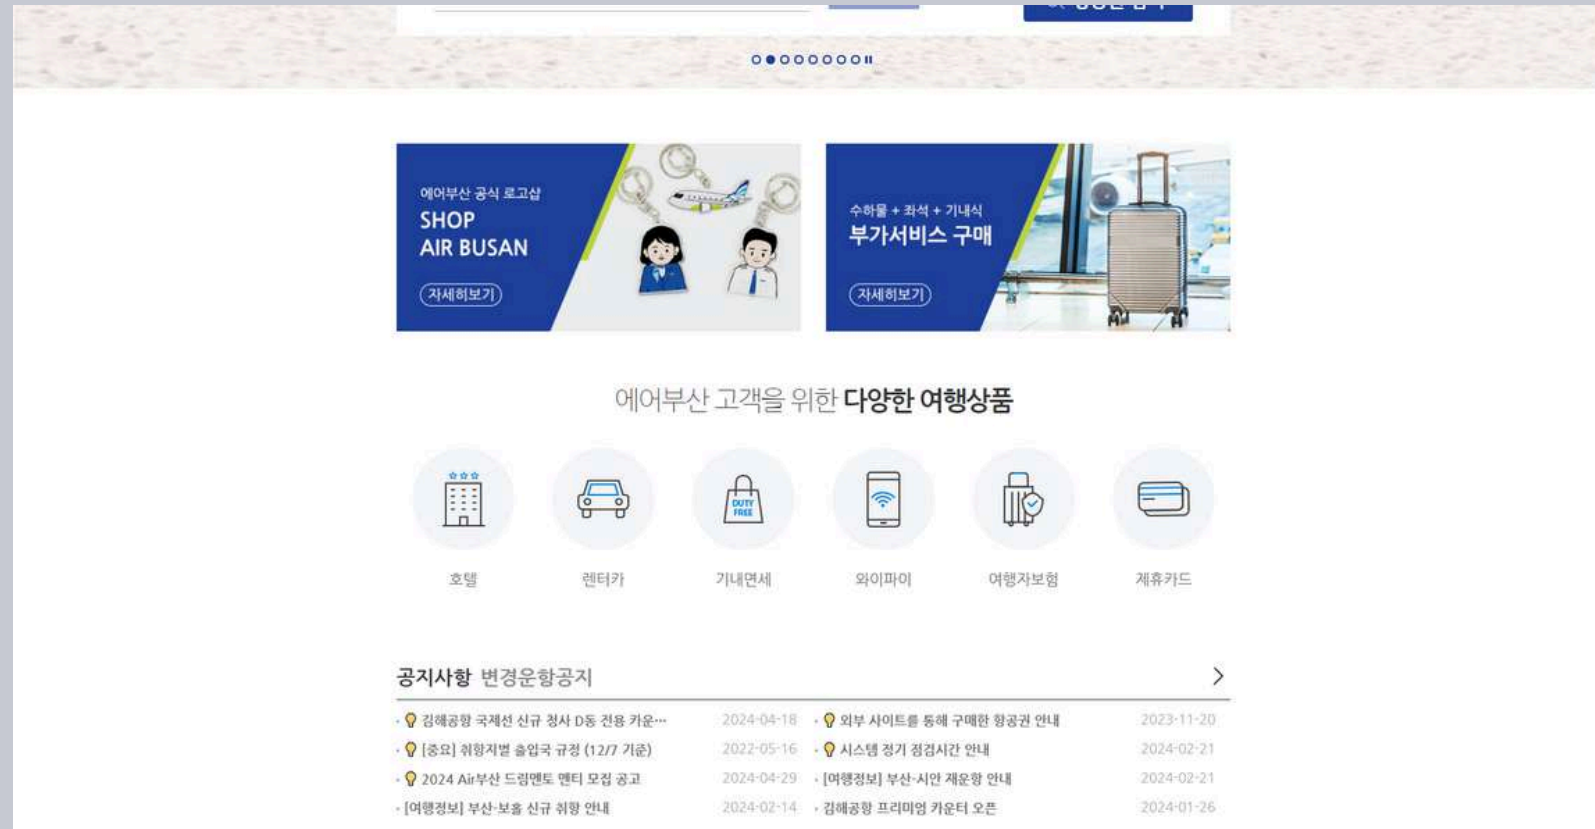 에어부산 공식 로고샵
SHOP
AIR BUSAN
자세히보기
수하물 + 좌석 + 기내식
부가서비스 구매
자세히보기
에어부산 고객을 위한 다양한 여행상품
DUTY
FREE
호텔
렌터카
기내면세
와이파이
여행자보험
제휴카드
공지사항 변경운항공지
김해공항 국제선 신규 청사 D동 전용 카운… 2024-04-18
[중요] 취항지별 출입국 규정 (12/7 기준) 2022-05-16
2024 Air부산 드림멘토 멘티 모집 공고 2024-04-29
[여행정보] 부산-보홀 신규 취항 안내 2024-02-14
외부 사이트를 통해 구매한 항공권 안내 2023-11-20
시스템 정기 점검시간 안내 2024-02-21
[여행정보] 부산-시안 재운항 안내 2024-02-21
김해공항 프리미엄 카운터 오픈 2024-01-26